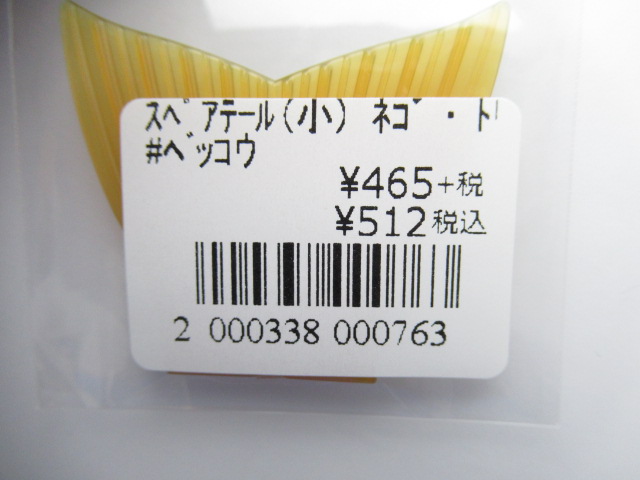 スペアテール(小) ネコﾞ・ド
#ベッコウ
¥465+税
¥512税込
2 000338 000763